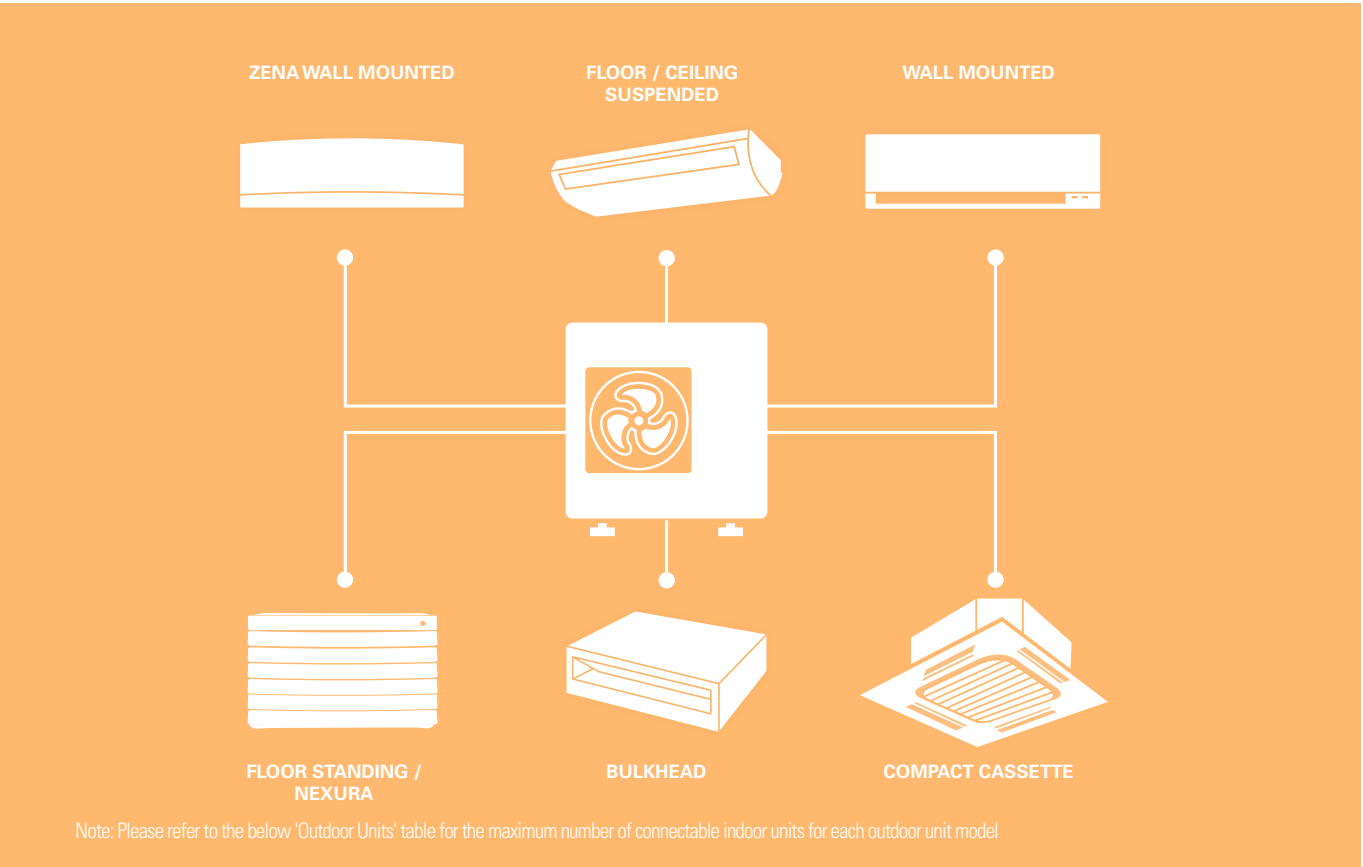 ZENA WALL MOUNTED
FLOOR / CEILING
SUSPENDED
WALL MOUNTED
FLOOR STANDING /
NEXURA
BULKHEAD
COMPACT CASSETTE
Note: Please refer to the below 'Outdoor Units' table for the maximum number of connectable indoor units for each outdoor unit model